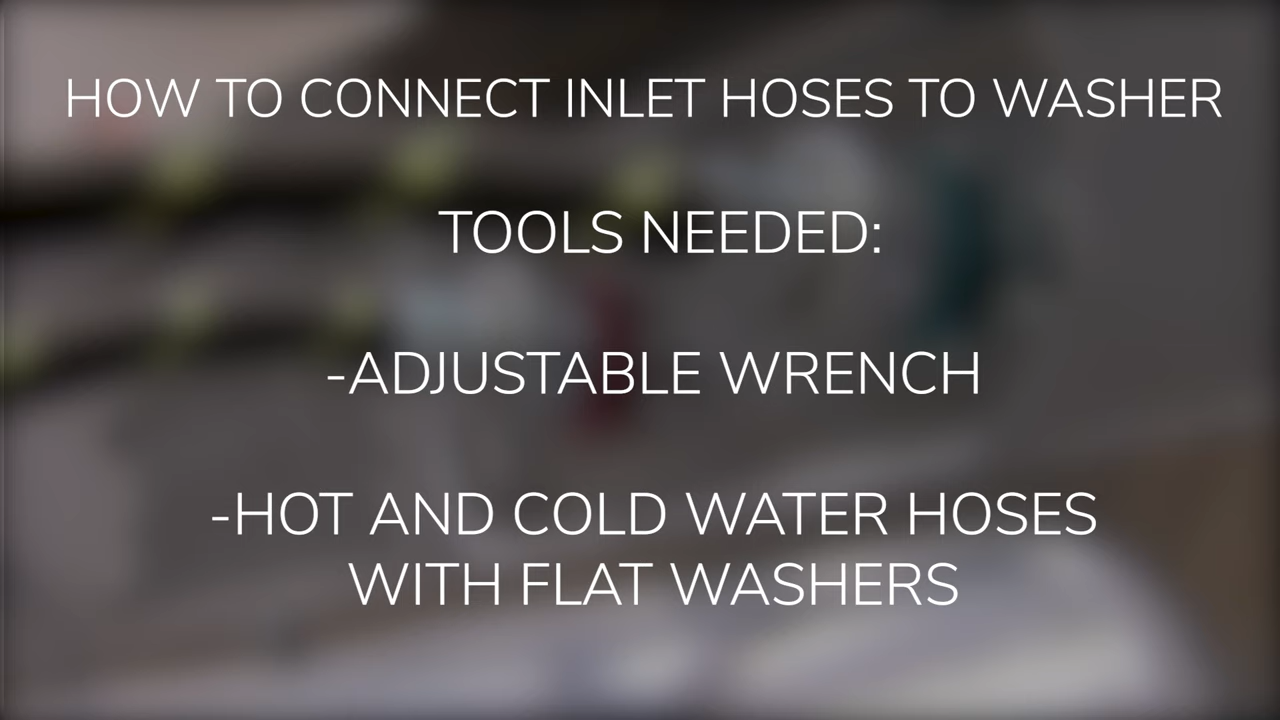 HOW TO CONNECT INLET HOSES TO WASHER
TOOLS NEEDED:
-ADJUSTABLE WRENCH
-HOT AND COLD WATER HOSES
WITH FLAT WASHERS